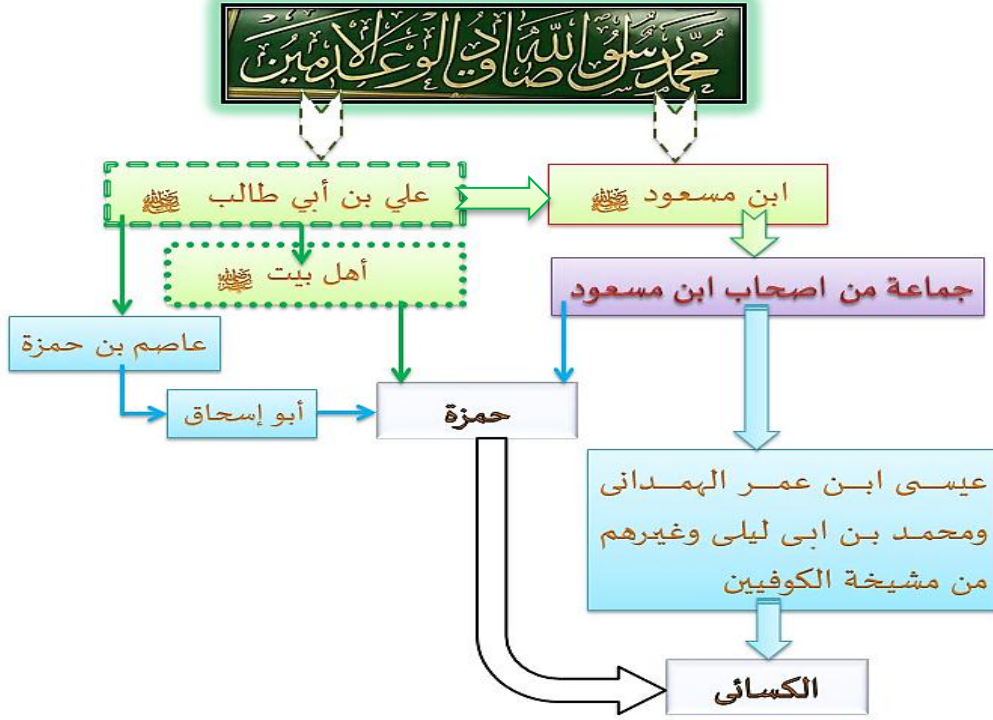 محمد رسول الله صادق الوعد الامين
ابن مسعود ﷛
علي بن أبي طالب ﷛
أهل بيت ﷛
جماعة من اصحاب ابن مسعود
عاصم بن حمزة
أبو إسحاق
حمزة
عيسى ابن عمر الهمدانى
ومحمد بن ابى ليلى وغيرهم
من مشيخة الكوفيين
الكسائى